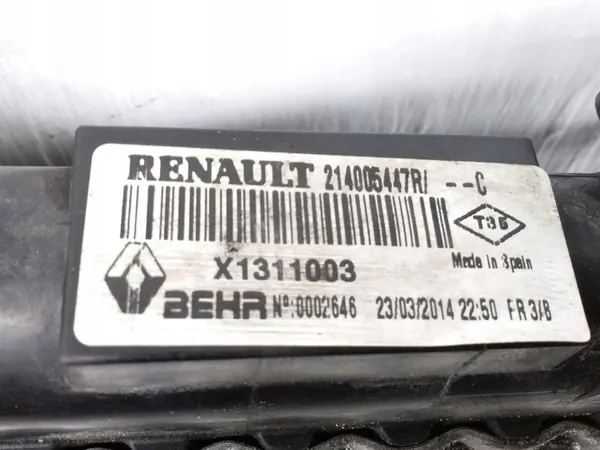 RENAULT 214005447R/ --C
T35
X1311003 Made in Spain
BEHR Nº:0002646 23/03/2014 22:50 FR 3/8